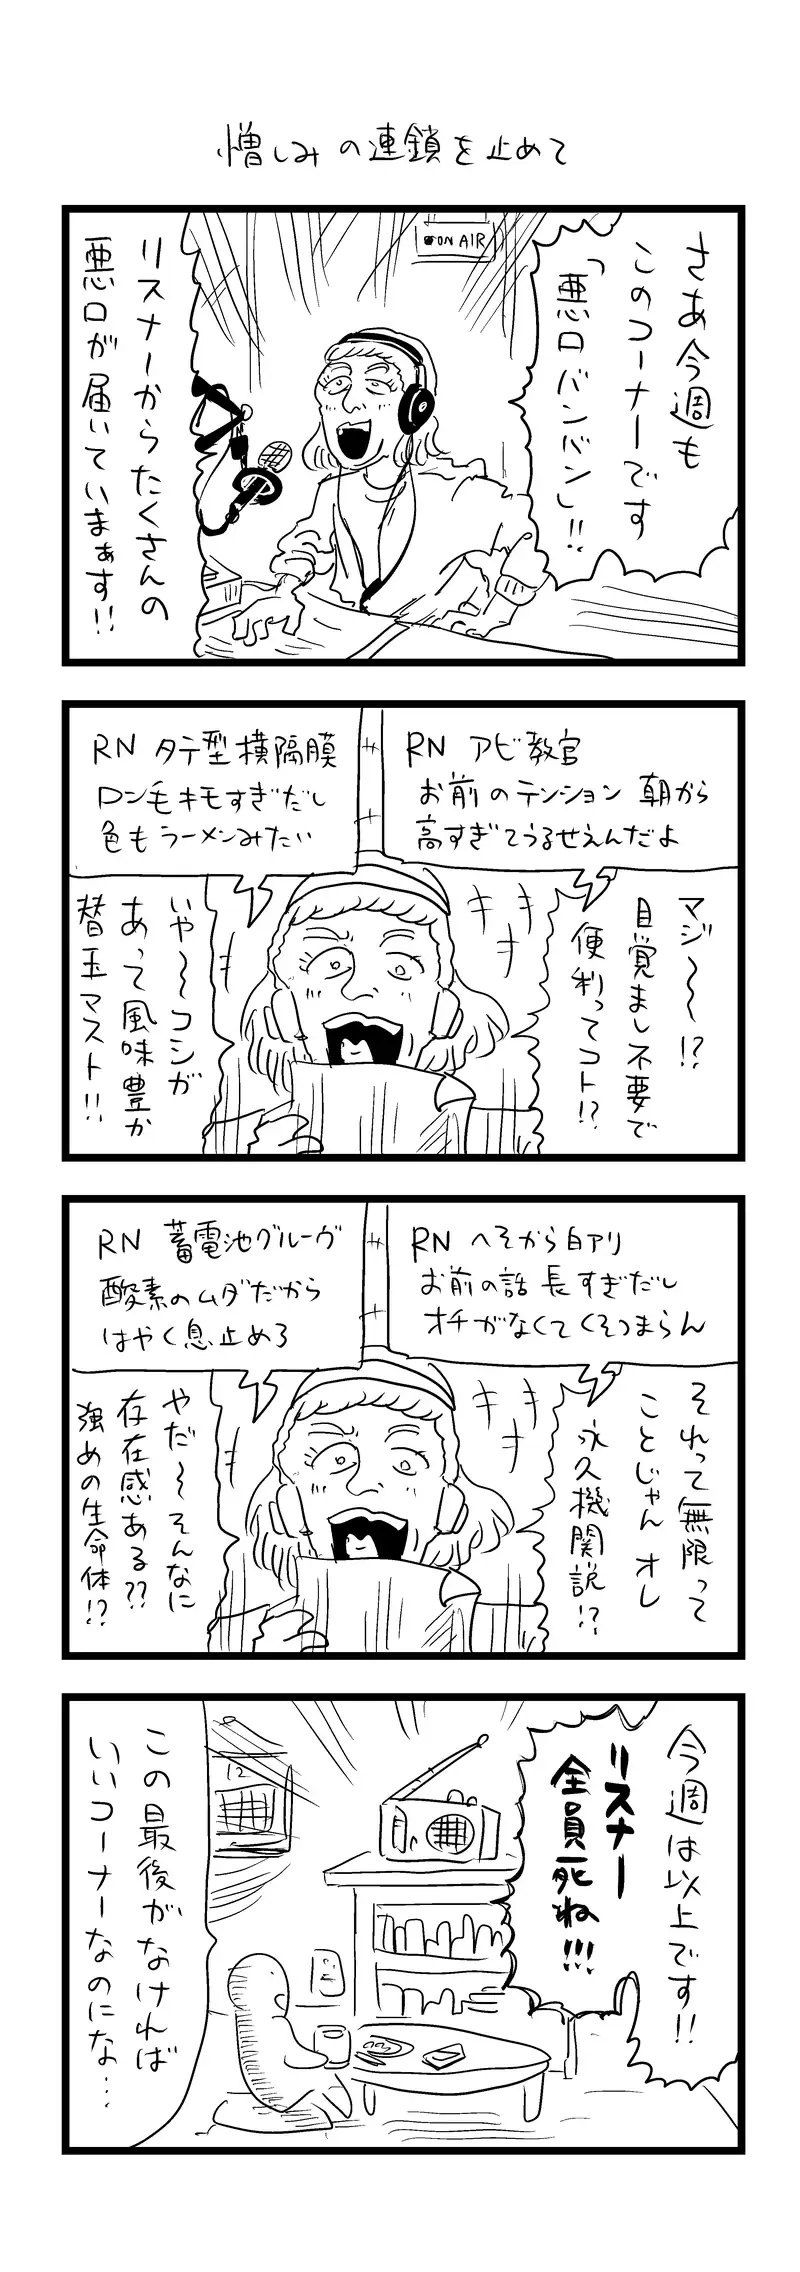 憎しみの連鎖を止めて
さあ今週も
このコーナーです
「悪口バンバン」!!
ON AIR
リスナーからたくさんの
悪口が届いていまぁす!!
RN アビ教官
お前のテンション 朝から
高すぎてうるせえんだよ
マジ〜〜!?
目覚まし不要で
便利ってコト!?
RN タテ型横隔膜
ロン毛キモすぎだし
色もラーメンみたい
いや〜〜コシが
あって風味豊か
替玉マスト!!
RN へそから白アリ
お前の話 長すぎだし
オチがなくてくそつまらん
それって無限って
ことじゃん オレ
永久機関説!?
RN 蓄電池グルーヴ
酸素のムダだから
はやく息止めろ
やだ〜〜そんなに
存在感ある??
強めの生命体!?
今週は以上です!!
リスナー
全員死ね!!!
12
この最後がなければ
いいコーナーなのにな…